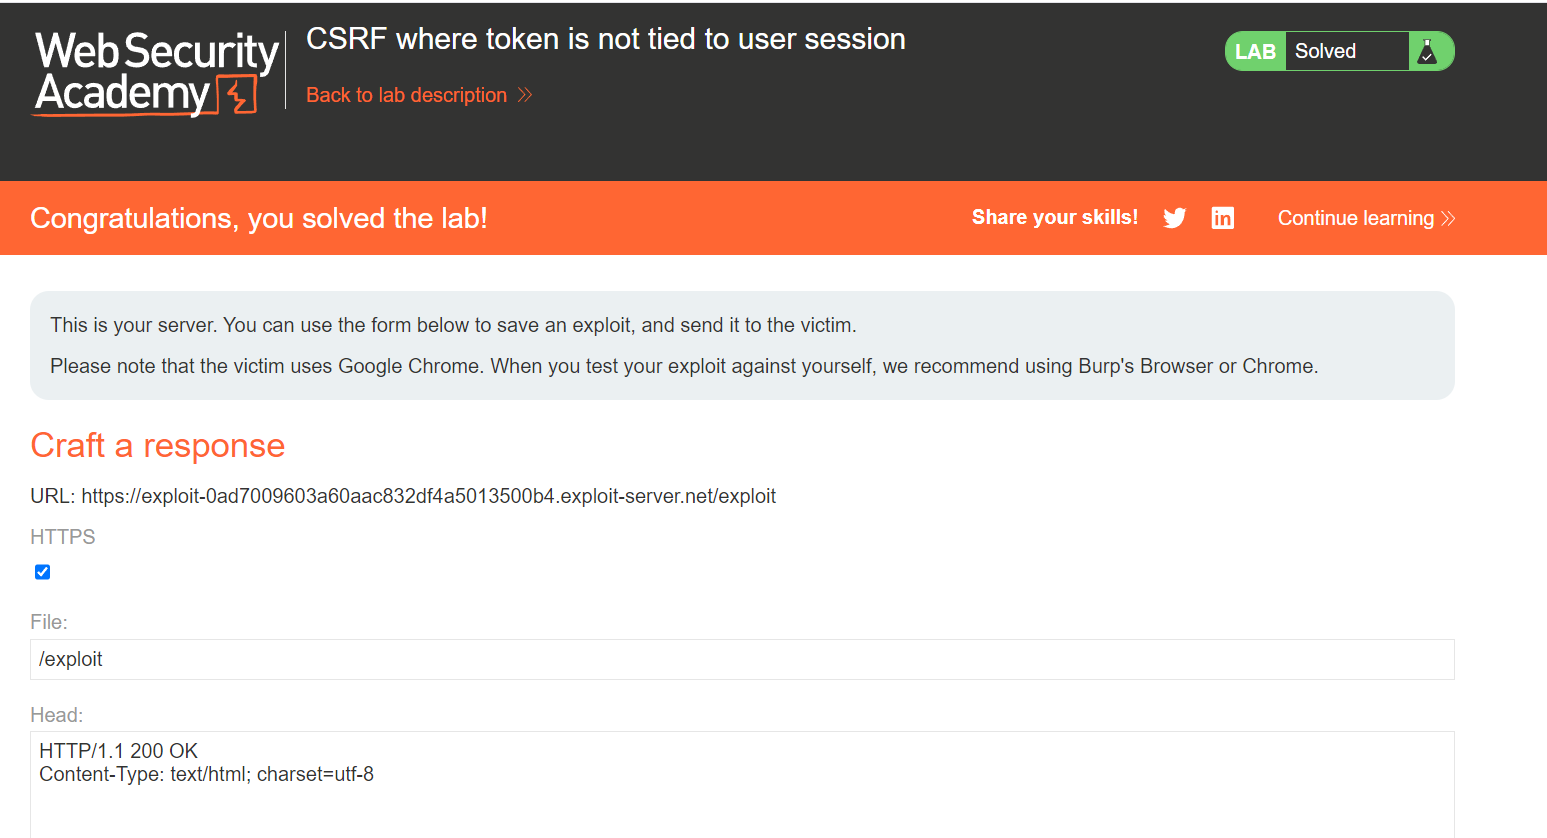 Web Security
Academy
CSRF where token is not tied to user session
Back to lab description
LAB Solved
Congratulations, you solved the lab!
Share your skills!
Continue learning
This is your server. You can use the form below to save an exploit, and send it to the victim.
Please note that the victim uses Google Chrome. When you test your exploit against yourself, we recommend using Burp's Browser or Chrome.
Craft a response
URL: https://exploit-0ad7009603a60aac832df4a5013500b4.exploit-server.net/exploit
HTTPS
File:
/exploit
Head:
HTTP/1.1 200 OK
Content-Type: text/html; charset=utf-8